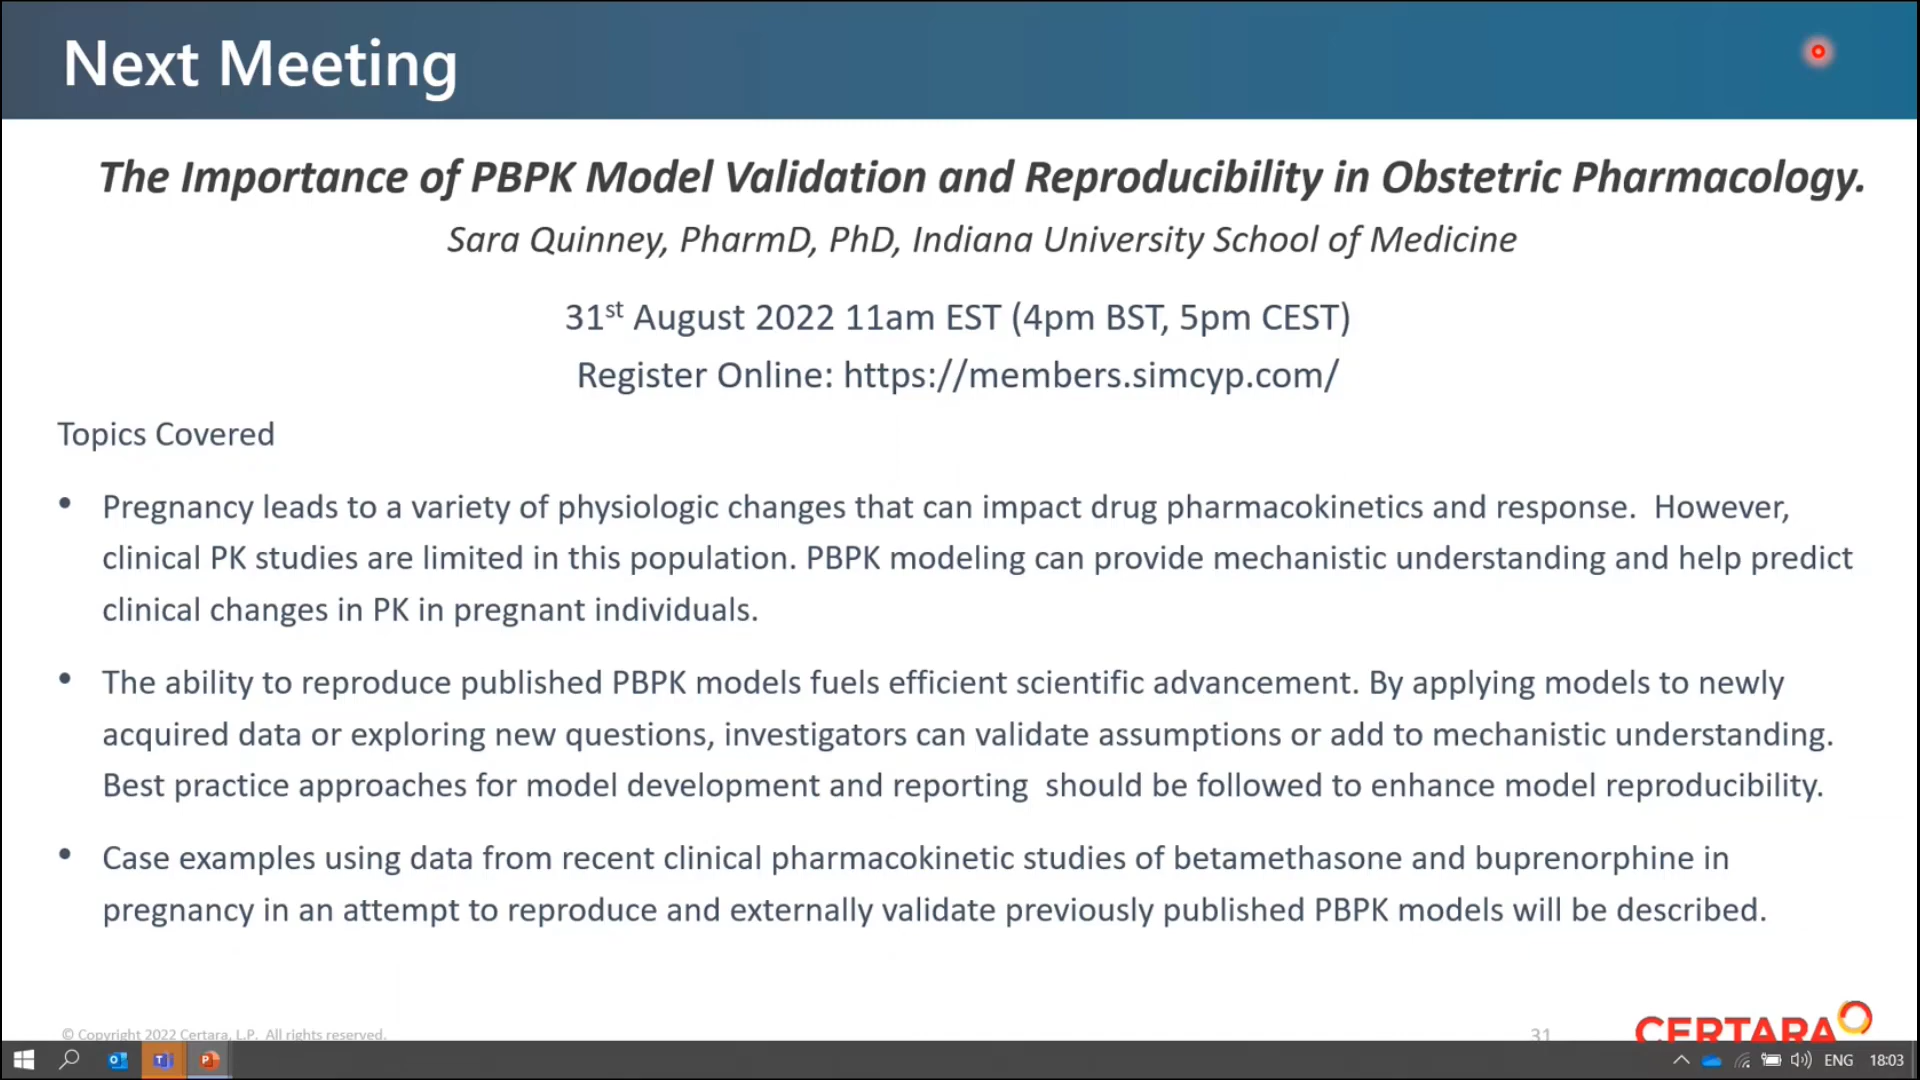 Next Meeting
The Importance of PBPK Model Validation and Reproducibility in Obstetric Pharmacology.
Sara Quinney, PharmD, PhD, Indiana University School of Medicine
31st August 2022 11am EST (4pm BST, 5pm CEST)
Register Online: https://members.simcyp.com/
Topics Covered
• Pregnancy leads to a variety of physiologic changes that can impact drug pharmacokinetics and response. However,
clinical PK studies are limited in this population. PBPK modeling can provide mechanistic understanding and help predict
clinical changes in PK in pregnant individuals.
• The ability to reproduce published PBPK models fuels efficient scientific advancement. By applying models to newly
acquired data or exploring new questions, investigators can validate assumptions or add to mechanistic understanding.
Best practice approaches for model development and reporting should be followed to enhance model reproducibility.
• Case examples using data from recent clinical pharmacokinetic studies of betamethasone and buprenorphine in
pregnancy in an attempt to reproduce and externally validate previously published PBPK models will be described.
© Copyright 2022 Certara, L.P. All rights reserved.
31
CERTARA
ENG
18:03